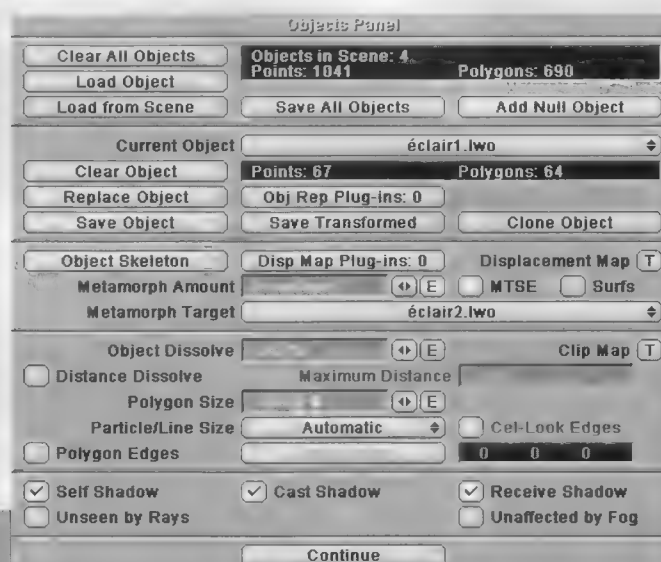 Objects Panel
Clear All Objects
Objects in Scene: 4
Points: 1041 Polygons: 690
Load Object
Load from Scene Save All Objects Add Null Object
Current Object éclair1.lwo
Clear Object Points: 67 Polygons: 64
Replace Object Obj Rep Plug-ins: 0
Save Object Save Transformed Clone Object
Object Skeleton Disp Map Plug-ins: 0 Displacement Map T
Metamorph Amount E MTSE Surfs
Metamorph Target éclair2.lwo
Object Dissolve E Clip Map T
Distance Dissolve Maximum Distance
Polygon Size E
Particle/Line Size Automatic Cel-Look Edges
Polygon Edges 0 0 0
Self Shadow Cast Shadow Receive Shadow
Unseen by Rays Unaffected by Fog
Continue